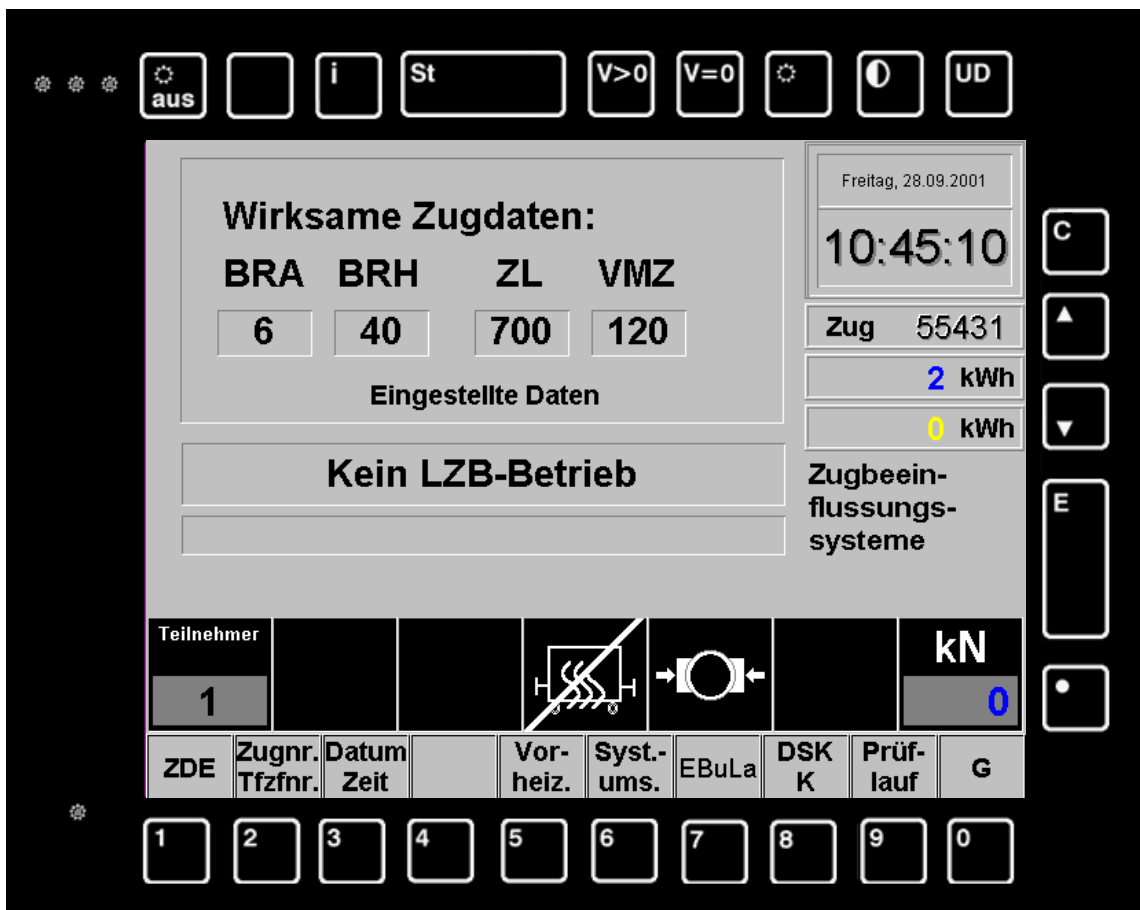 aus
i
St
V>0
V=0
UD
Freitag, 28.09.2001
10:45:10
Wirksame Zugdaten:
BRA BRH ZL VMZ
6 40 700 120
Eingestellte Daten
Zug 55431
2 kWh
0 kWh
Kein LZB-Betrieb
Zugbeein-
flussungs-
systeme
C
E
Teilnehmer
1
kN
0
ZDE
Zugnr.
Tfzfnr.
Datum
Zeit
Vor-
heiz.
Syst.-
ums.
EBuLa
DSK
K
Prüf-
lauf
G
1 2 3 4 5 6 7 8 9 0